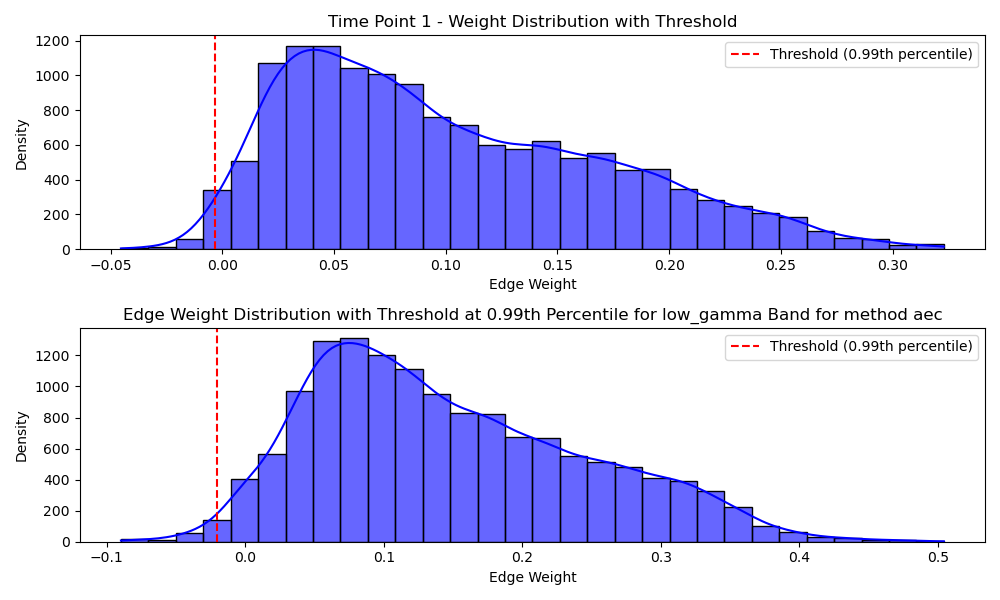 Time Point 1 - Weight Distribution with Threshold
Threshold (0.99th percentile)
Density
1200
1000
800
600
400
200
0
−0.05 0.00 0.05 0.10 0.15 0.20 0.25 0.30
Edge Weight
Edge Weight Distribution with Threshold at 0.99th Percentile for low_gamma Band for method aec
Threshold (0.99th percentile)
Density
1200
1000
800
600
400
200
0
−0.1 0.0 0.1 0.2 0.3 0.4 0.5
Edge Weight